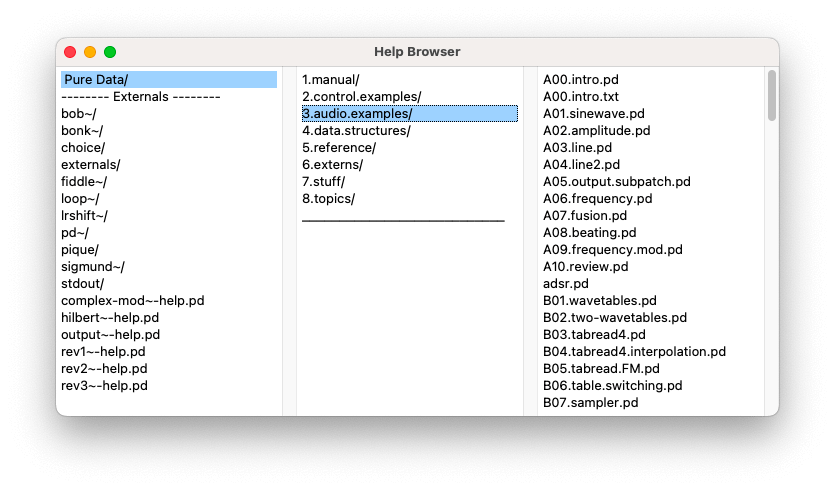 Help Browser
Pure Data/
-------- Externals --------
bob~/
bonk~/
choice/
externals/
fiddle~/
loop~/
lrshift~/
pd~/
pique/
sigmund~/
stdout/
complex-mod~-help.pd
hilbert~-help.pd
output~-help.pd
rev1~-help.pd
rev2~-help.pd
rev3~-help.pd
1.manual/
2.control.examples/
3.audio.examples/
4.data.structures/
5.reference/
6.externs/
7.stuff/
8.topics/
A00.intro.pd
A00.intro.txt
A01.sinewave.pd
A02.amplitude.pd
A03.line.pd
A04.line2.pd
A05.output.subpatch.pd
A06.frequency.pd
A07.fusion.pd
A08.beating.pd
A09.frequency.mod.pd
A10.review.pd
adsr.pd
B01.wavetables.pd
B02.two-wavetables.pd
B03.tabread4.pd
B04.tabread4.interpolation.pd
B05.tabread.FM.pd
B06.table.switching.pd
B07.sampler.pd